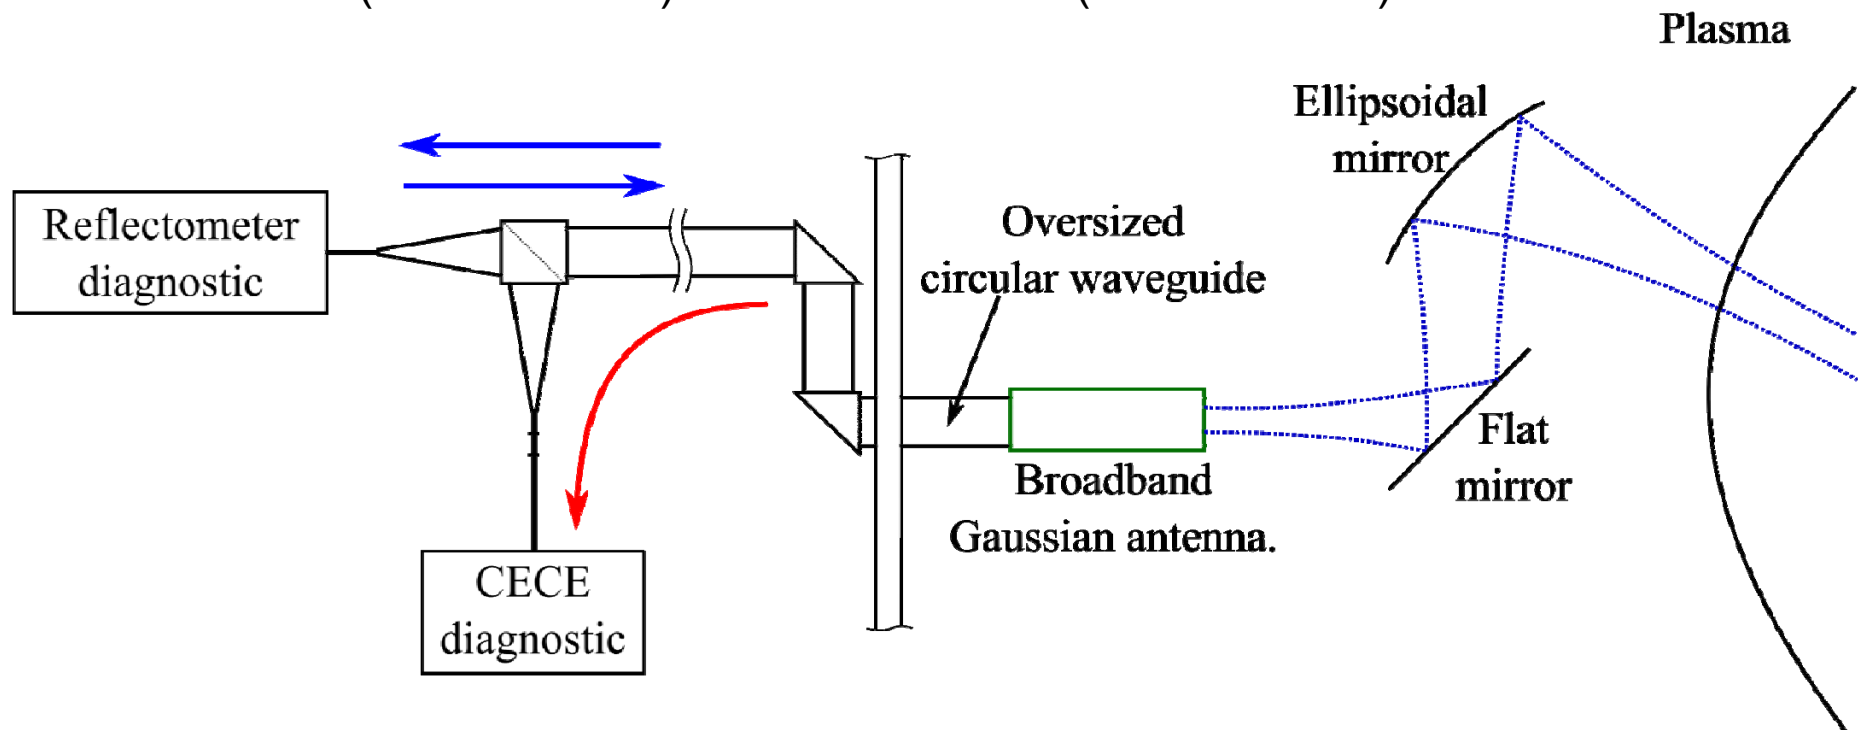 Plasma
Ellipsoidal
mirror
Reflectometer
diagnostic
Oversized
circular waveguide
Flat
mirror
Broadband
Gaussian antenna.
CECE
diagnostic